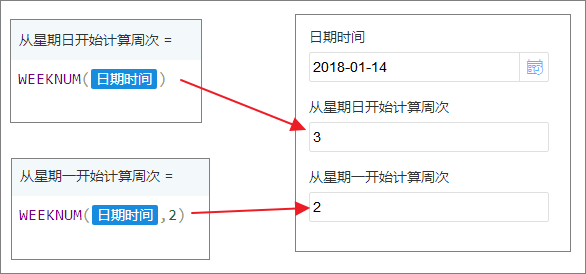 从星期日开始计算周次 =
WEEKNUM(日期时间)
从星期一开始计算周次 =
WEEKNUM(日期时间,2)
日期时间
2018-01-14
从星期日开始计算周次
3
从星期一开始计算周次
2